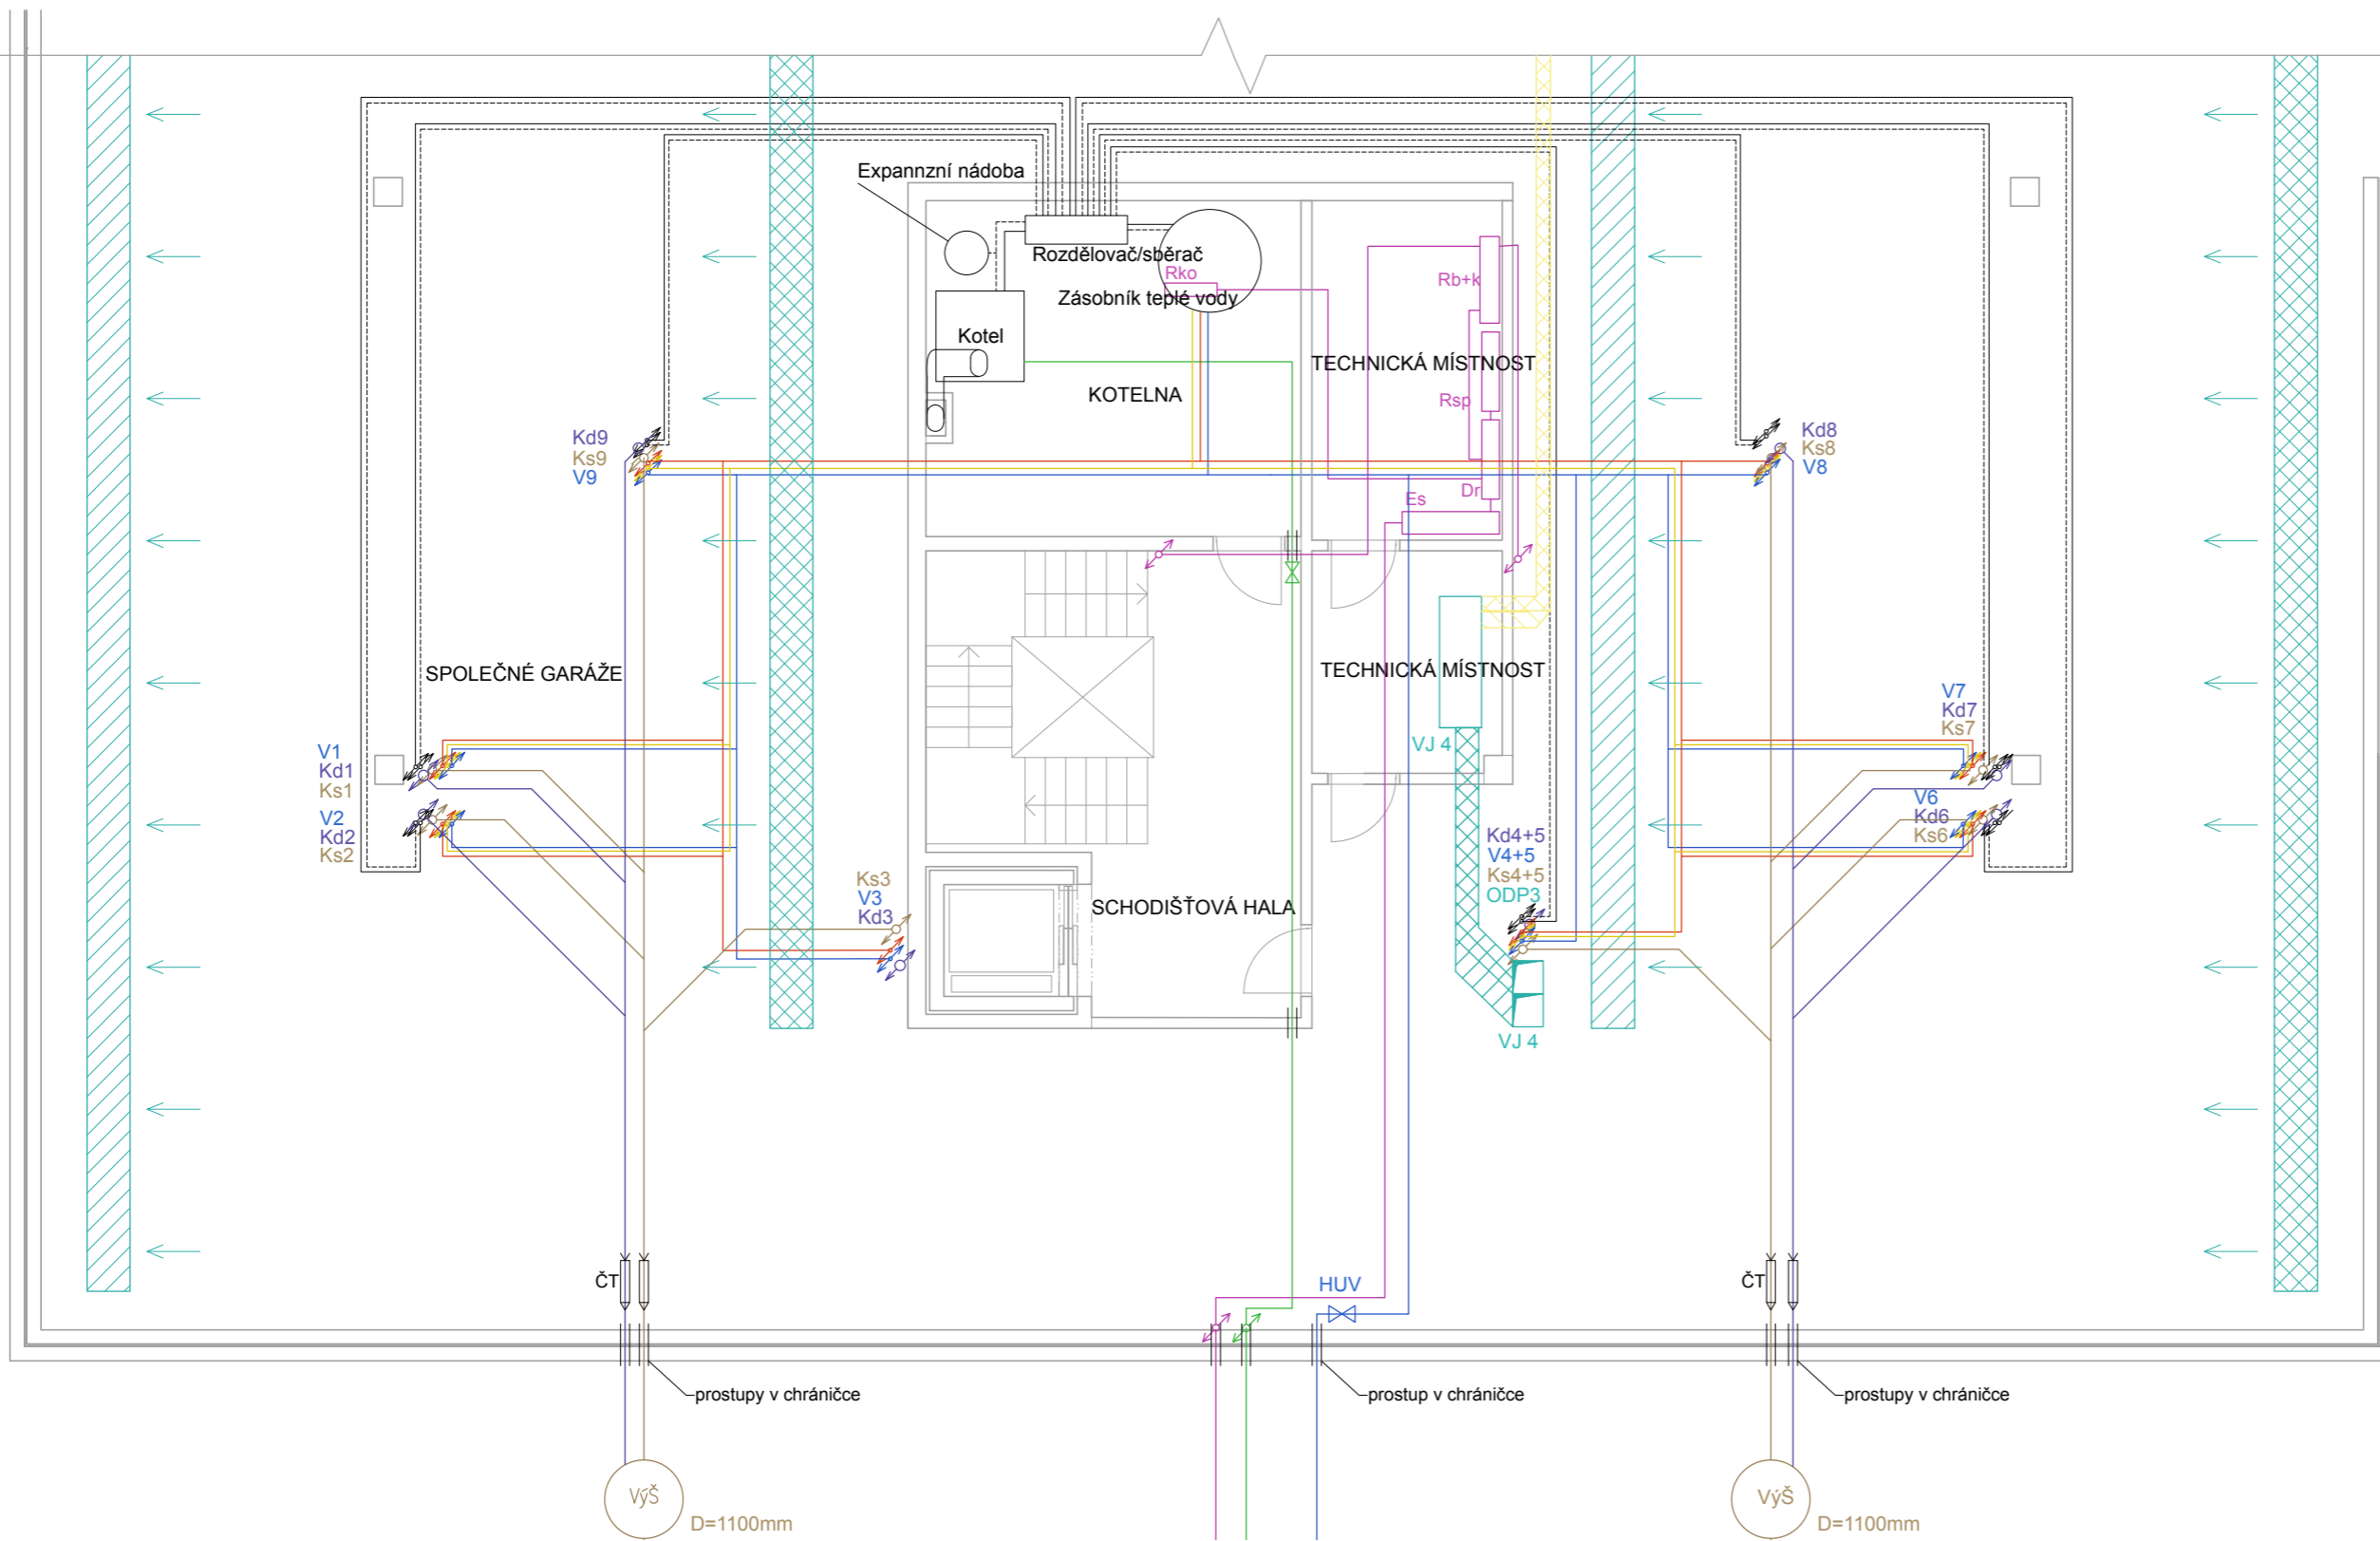 Expannzní nádoba
Rozdělovač/sběrač
Rko
Zásobník teplé vody
Kotel
KOTELNA
Rb+k
TECHNICKÁ MÍSTNOST
Rsp
Es
Dr
Kd9
Ks9
V9
Kd8
Ks8
V8
SPOLEČNÉ GARÁŽE
TECHNICKÁ MÍSTNOST
VJ 4
V1
Kd1
Ks1
V2
Kd2
Ks2
V7
Kd7
Ks7
V6
Kd6
Ks6
Kd4+5
V4+5
Ks4+5
ODP3
VJ 4
Ks3
V3
Kd3
SCHODIŠŤOVÁ HALA
ČT
HUV
ČT
prostupy v chráničce
prostup v chráničce
prostupy v chráničce
VýŠ
D=1100mm
VýŠ
D=1100mm